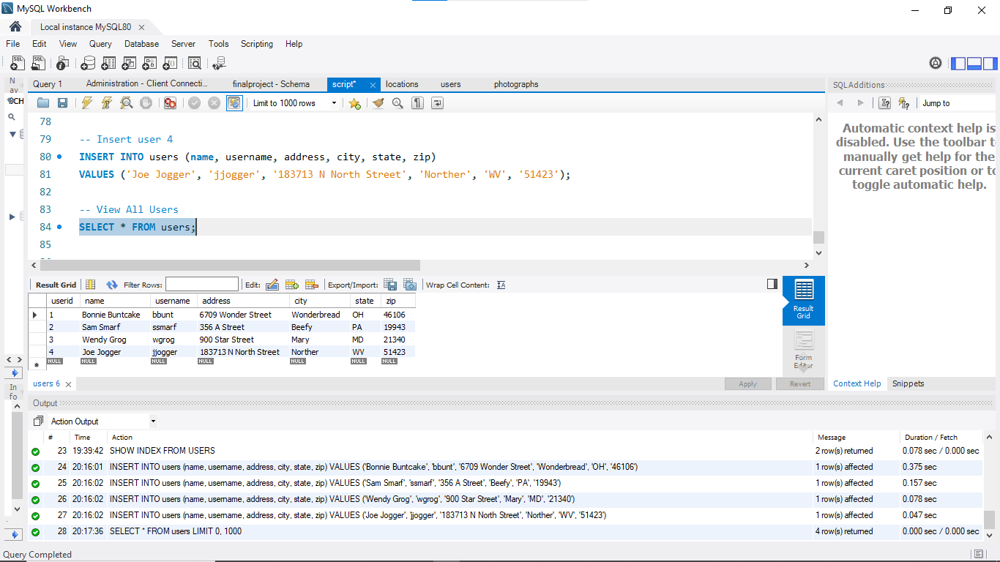 MySQL Workbench
Local instance MySQL80
File Edit View Query Database Server Tools Scripting Help
N
av
CH
Query 1 Administration - Client Connecti... finalproject - Schema script* locations users photographs
SQLAdditions
Limit to 1000 rows
Jump to
78
79 -- Insert user 4
80 INSERT INTO users (name, username, address, city, state, zip)
81 VALUES ('Joe Jogger', 'jjogger', '183713 N North Street', 'Norther', 'WV', '51423');
82
83 -- View All Users
84 SELECT * FROM users;
85
Automatic context help is
disabled. Use the toolbar t
manually get help for the
current caret position or to
toggle automatic help.
Result Grid Filter Rows: Edit: Export/Import: Wrap Cell Content:
userid name username address city state zip
1 Bonnie Buntcake bbunt 6709 Wonder Street Wonderbread OH 46106
2 Sam Smarf ssmarf 356 A Street Beefy PA 19943
3 Wendy Grog wgrog 900 Star Street Mary MD 21340
4 Joe Jogger jjogger 183713 N North Street Norther WV 51423
NULL NULL NULL NULL NULL NULL NULL
Result
Grid
Form
Editor
users 6
Apply Revert
Context Help Snippets
In
fo
Output
Action Output
# Time Action Message Duration / Fetch
23 19:39:42 SHOW INDEX FROM USERS 2 row(s) returned 0.078 sec / 0.000 sec
24 20:16:01 INSERT INTO users (name, username, address, city, state, zip) VALUES ('Bonnie Buntcake', 'bbunt', '6709 Wonder Street', 'Wonderbread', 'OH', '46106') 1 row(s) affected 0.375 sec
25 20:16:02 INSERT INTO users (name, username, address, city, state, zip) VALUES ('Sam Smarf', 'ssmarf', '356 A Street', 'Beefy', 'PA', '19943') 1 row(s) affected 0.157 sec
26 20:16:02 INSERT INTO users (name, username, address, city, state, zip) VALUES ('Wendy Grog', 'wgrog', '900 Star Street', 'Mary', 'MD', '21340') 1 row(s) affected 0.078 sec
27 20:16:02 INSERT INTO users (name, username, address, city, state, zip) VALUES ('Joe Jogger', 'jjogger', '183713 N North Street', 'Norther', 'WV', '51423') 1 row(s) affected 0.047 sec
28 20:17:36 SELECT * FROM users LIMIT 0, 1000 4 row(s) returned 0.000 sec / 0.000 sec
Query Completed